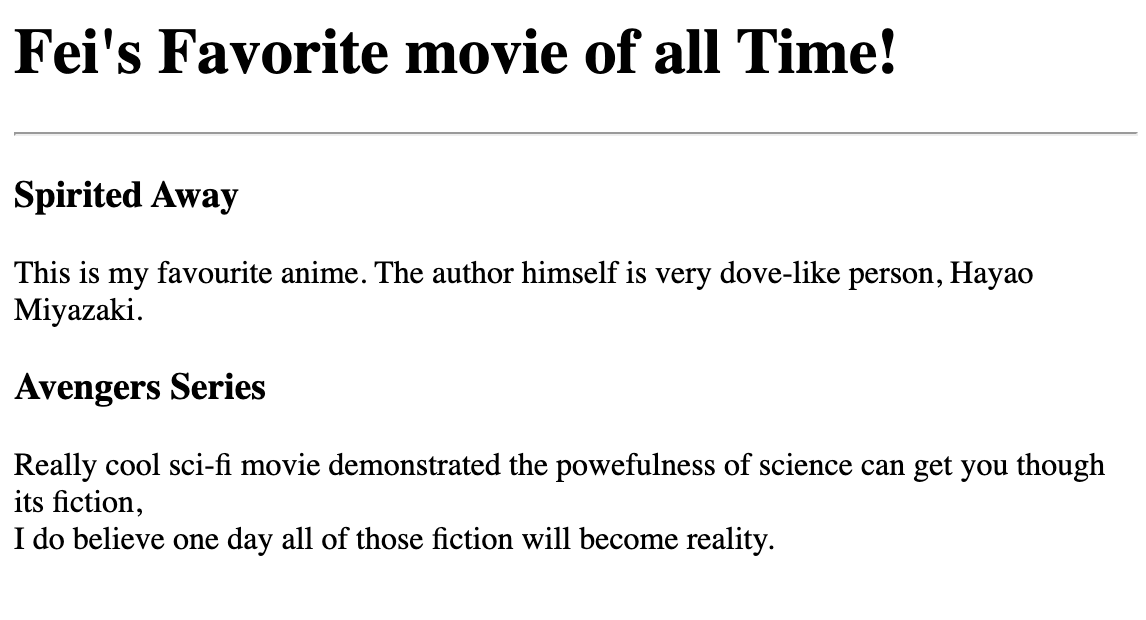 Fei's Favorite movie of all Time!
Spirited Away
This is my favourite anime. The author himself is very dove-like person, Hayao
Miyazaki.
Avengers Series
Really cool sci-fi movie demonstrated the powefulness of science can get you though
its fiction,
I do believe one day all of those fiction will become reality.